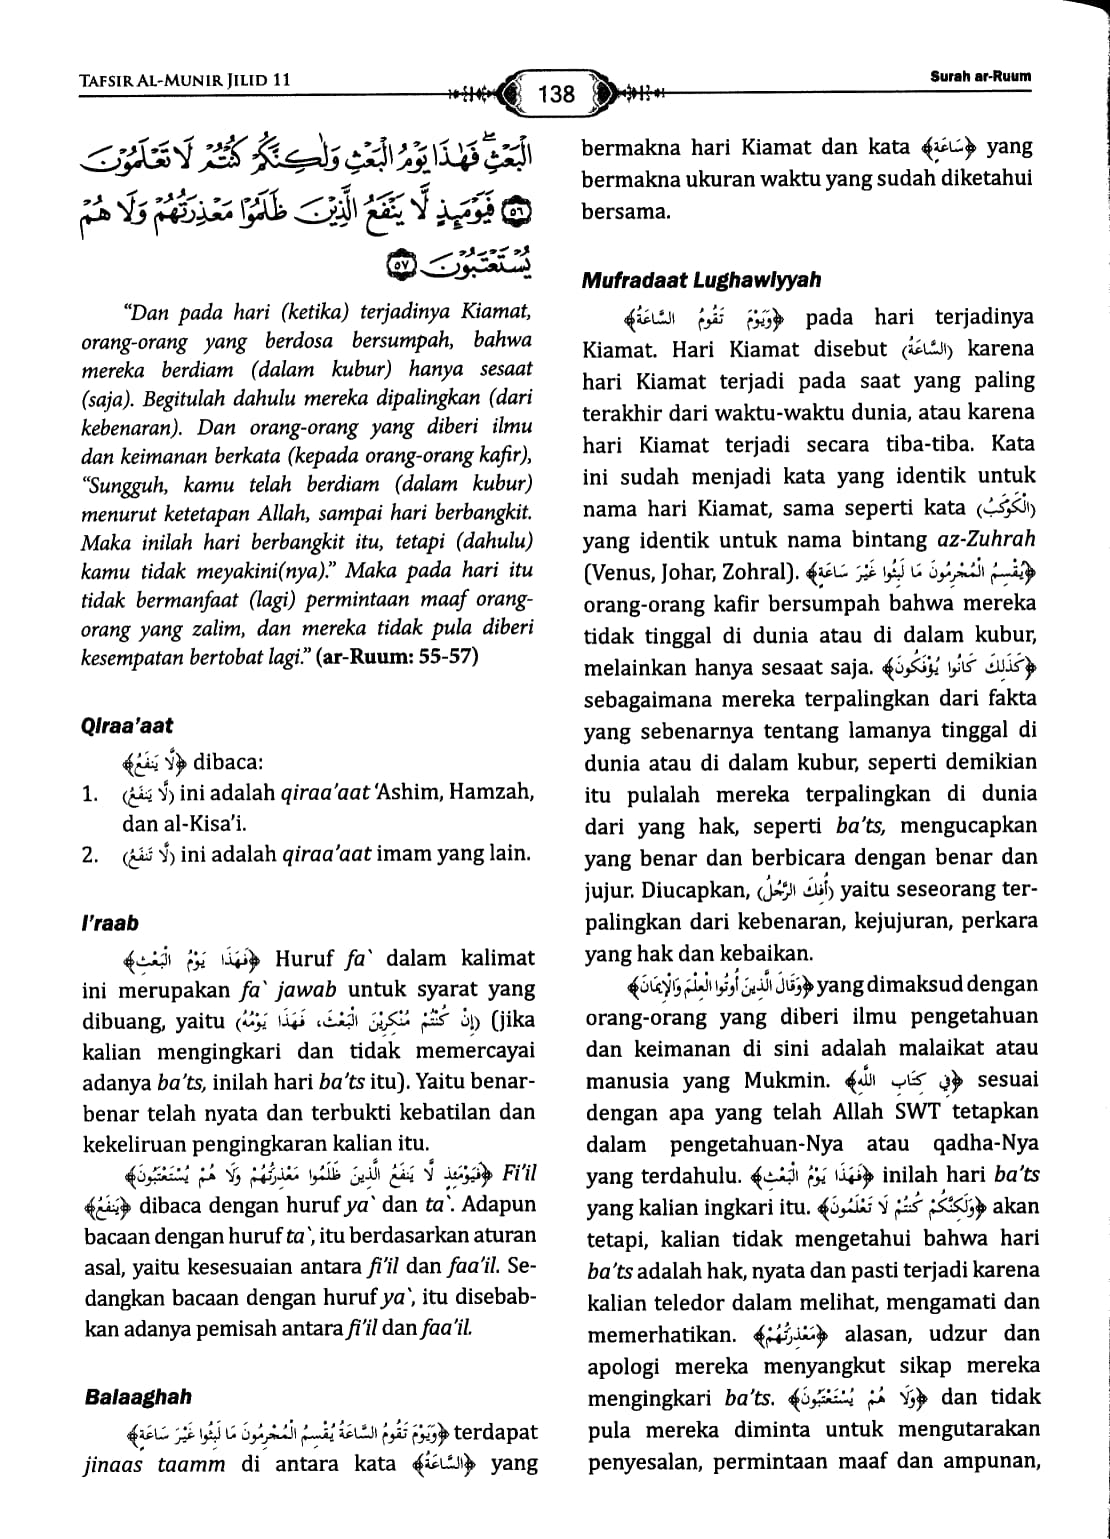 TAFSIR AL-MUNIR JILID 11
138
Surah ar-Ruum
الْبَعْثِ ۖ فَهَٰذَا يَوْمُ الْبَعْثِ وَلَٰكِنَّكُمْ كُنْتُمْ لَا تَعْلَمُونَ
﴿٥٦﴾ فَيَوْمَئِذٍ لَّا يَنْفَعُ الَّذِينَ ظَلَمُوا مَعْذِرَتُهُمْ وَلَا هُمْ
يُسْتَعْتَبُونَ ﴿٥٧﴾
“Dan pada hari (ketika) terjadinya Kiamat,
orang-orang yang berdosa bersumpah, bahwa
mereka berdiam (dalam kubur) hanya sesaat
(saja). Begitulah dahulu mereka dipalingkan (dari
kebenaran). Dan orang-orang yang diberi ilmu
dan keimanan berkata (kepada orang-orang kafir),
“Sungguh, kamu telah berdiam (dalam kubur)
menurut ketetapan Allah, sampai hari berbangkit.
Maka inilah hari berbangkit itu, tetapi (dahulu)
kamu tidak meyakini(nya).” Maka pada hari itu
tidak bermanfaat (lagi) permintaan maaf orang-
orang yang zalim, dan mereka tidak pula diberi
kesempatan bertobat lagi.” (ar-Ruum: 55-57)
Qiraa’aat
﴿لَّا يَنفَعُ﴾ dibaca:
1. (لَّا يَنفَعُ) ini adalah qiraa’aat ‘Ashim, Hamzah,
dan al-Kisa’i.
2. (لَّا تَنفَعُ) ini adalah qiraa’aat imam yang lain.
I’raab
﴿فَهَذَا يَوْمُ الْبَعْثِ﴾ Huruf fa` dalam kalimat
ini merupakan fa` jawab untuk syarat yang
dibuang, yaitu (إِنْ كُنْتُم مُنْكِرِيْنَ الْبَعْثَ، فَهَذَا يَوْمُهُ) (jika
kalian mengingkari dan tidak memercayai
adanya ba’ts, inilah hari ba’ts itu). Yaitu benar-
benar telah nyata dan terbukti kebatilan dan
kekeliruan pengingkaran kalian itu.
﴿فَيَوْمَئِذٍ لَّا يَنفَعُ الَّذِينَ ظَلَمُوا مَعْذِرَتُهُمْ وَلَا هُمْ يُسْتَعْتَبُونَ﴾ Fi’il
﴿يَنفَعُ﴾ dibaca dengan huruf ya` dan ta`. Adapun
bacaan dengan huruf ta`, itu berdasarkan aturan
asal, yaitu kesesuaian antara fi’il dan faa’il. Se-
dangkan bacaan dengan huruf ya`, itu disebab-
kan adanya pemisah antara fi’il dan faa’il.
Balaaghah
﴿وَيَوْمَ تَقُومُ السَّاعَةُ يُقْسِمُ الْمُجْرِمُونَ مَا لَبِثُوا غَيْرَ سَاعَةٍ﴾ terdapat
jinaas taamm di antara kata ﴿السَّاعَةُ﴾ yang
bermakna hari Kiamat dan kata ﴿سَاعَةٍ﴾ yang
bermakna ukuran waktu yang sudah diketahui
bersama.
Mufradaat Lughawiyyah
﴿وَيَوْمَ تَقُومُ السَّاعَةُ﴾ pada hari terjadinya
Kiamat. Hari Kiamat disebut (السَّاعَةُ) karena
hari Kiamat terjadi pada saat yang paling
terakhir dari waktu-waktu dunia, atau karena
hari Kiamat terjadi secara tiba-tiba. Kata
ini sudah menjadi kata yang identik untuk
nama hari Kiamat, sama seperti kata (الْكَوْكَبُ)
yang identik untuk nama bintang az-Zuhrah
(Venus, Johar, Zohral). ﴿يُقْسِمُ الْمُجْرِمُونَ مَا لَبِثُوا غَيْرَ سَاعَةٍ﴾
orang-orang kafir bersumpah bahwa mereka
tidak tinggal di dunia atau di dalam kubur,
melainkan hanya sesaat saja. ﴿كَذَلِكَ كَانُوا يُؤْفَكُونَ﴾
sebagaimana mereka terpalingkan dari fakta
yang sebenarnya tentang lamanya tinggal di
dunia atau di dalam kubur, seperti demikian
itu pulalah mereka terpalingkan di dunia
dari yang hak, seperti ba’ts, mengucapkan
yang benar dan berbicara dengan benar dan
jujur. Diucapkan, (أُفِكَ الرَّجُلُ) yaitu seseorang ter-
palingkan dari kebenaran, kejujuran, perkara
yang hak dan kebaikan.
﴿وَقَالَ الَّذِينَ أُوتُوا الْعِلْمَ وَالْإِيمَانَ﴾ yang dimaksud dengan
orang-orang yang diberi ilmu pengetahuan
dan keimanan di sini adalah malaikat atau
manusia yang Mukmin. ﴿فِي كِتَابِ اللَّهِ﴾ sesuai
dengan apa yang telah Allah SWT tetapkan
dalam pengetahuan-Nya atau qadha-Nya
yang terdahulu. ﴿فَهَذَا يَوْمُ الْبَعْثِ﴾ inilah hari ba’ts
yang kalian ingkari itu. ﴿وَلَكِنَّكُمْ كُنتُمْ لَا تَعْلَمُونَ﴾ akan
tetapi, kalian tidak mengetahui bahwa hari
ba’ts adalah hak, nyata dan pasti terjadi karena
kalian teledor dalam melihat, mengamati dan
memerhatikan. ﴿مَعْذِرَتُهُمْ﴾ alasan, udzur dan
apologi mereka menyangkut sikap mereka
mengingkari ba’ts. ﴿وَلَا هُمْ يُسْتَعْتَبُونَ﴾ dan tidak
pula mereka diminta untuk mengutarakan
penyesalan, permintaan maaf dan ampunan,